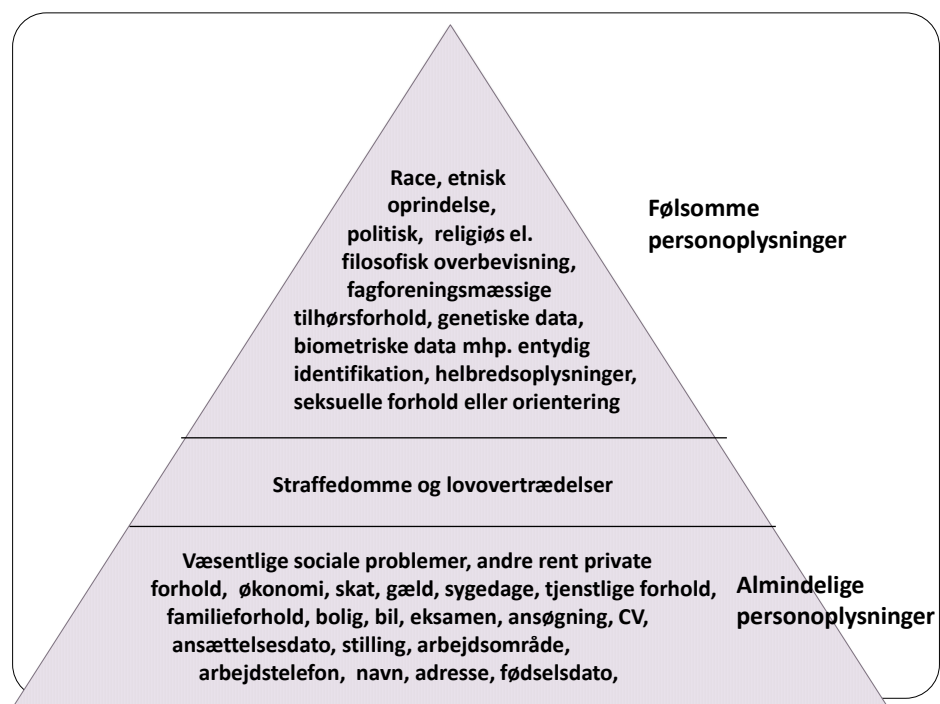 Race, etnisk
oprindelse,
politisk, religiøs el.
filosofisk overbevisning,
fagforeningsmæssige
tilhørsforhold, genetiske data,
biometriske data mhp. entydig
identifikation, helbredsoplysninger,
seksuelle forhold eller orientering
Følsomme
personoplysninger
Straffedomme og lovovertrædelser
Væsentlige sociale problemer, andre rent private
forhold, økonomi, skat, gæld, sygedage, tjenstlige forhold,
familieforhold, bolig, bil, eksamen, ansøgning, CV,
ansættelsesdato, stilling, arbejdsområde,
arbejdstelefon, navn, adresse, fødselsdato,
Almindelige
personoplysninger